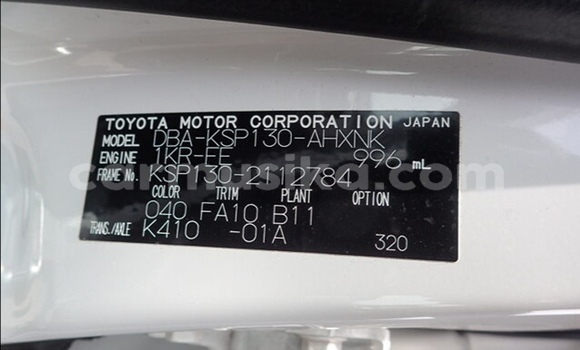 TOYOTA MOTOR CORPORATION JAPAN
MODEL DBA-KSP130-AHXNK
ENGINE 1KR-FE 996 mL
FRAME No. KSP130-2112784
COLOR TRIM PLANT OPTION
040 FA10 B11
TRANS./AXLE K410 -01A
320